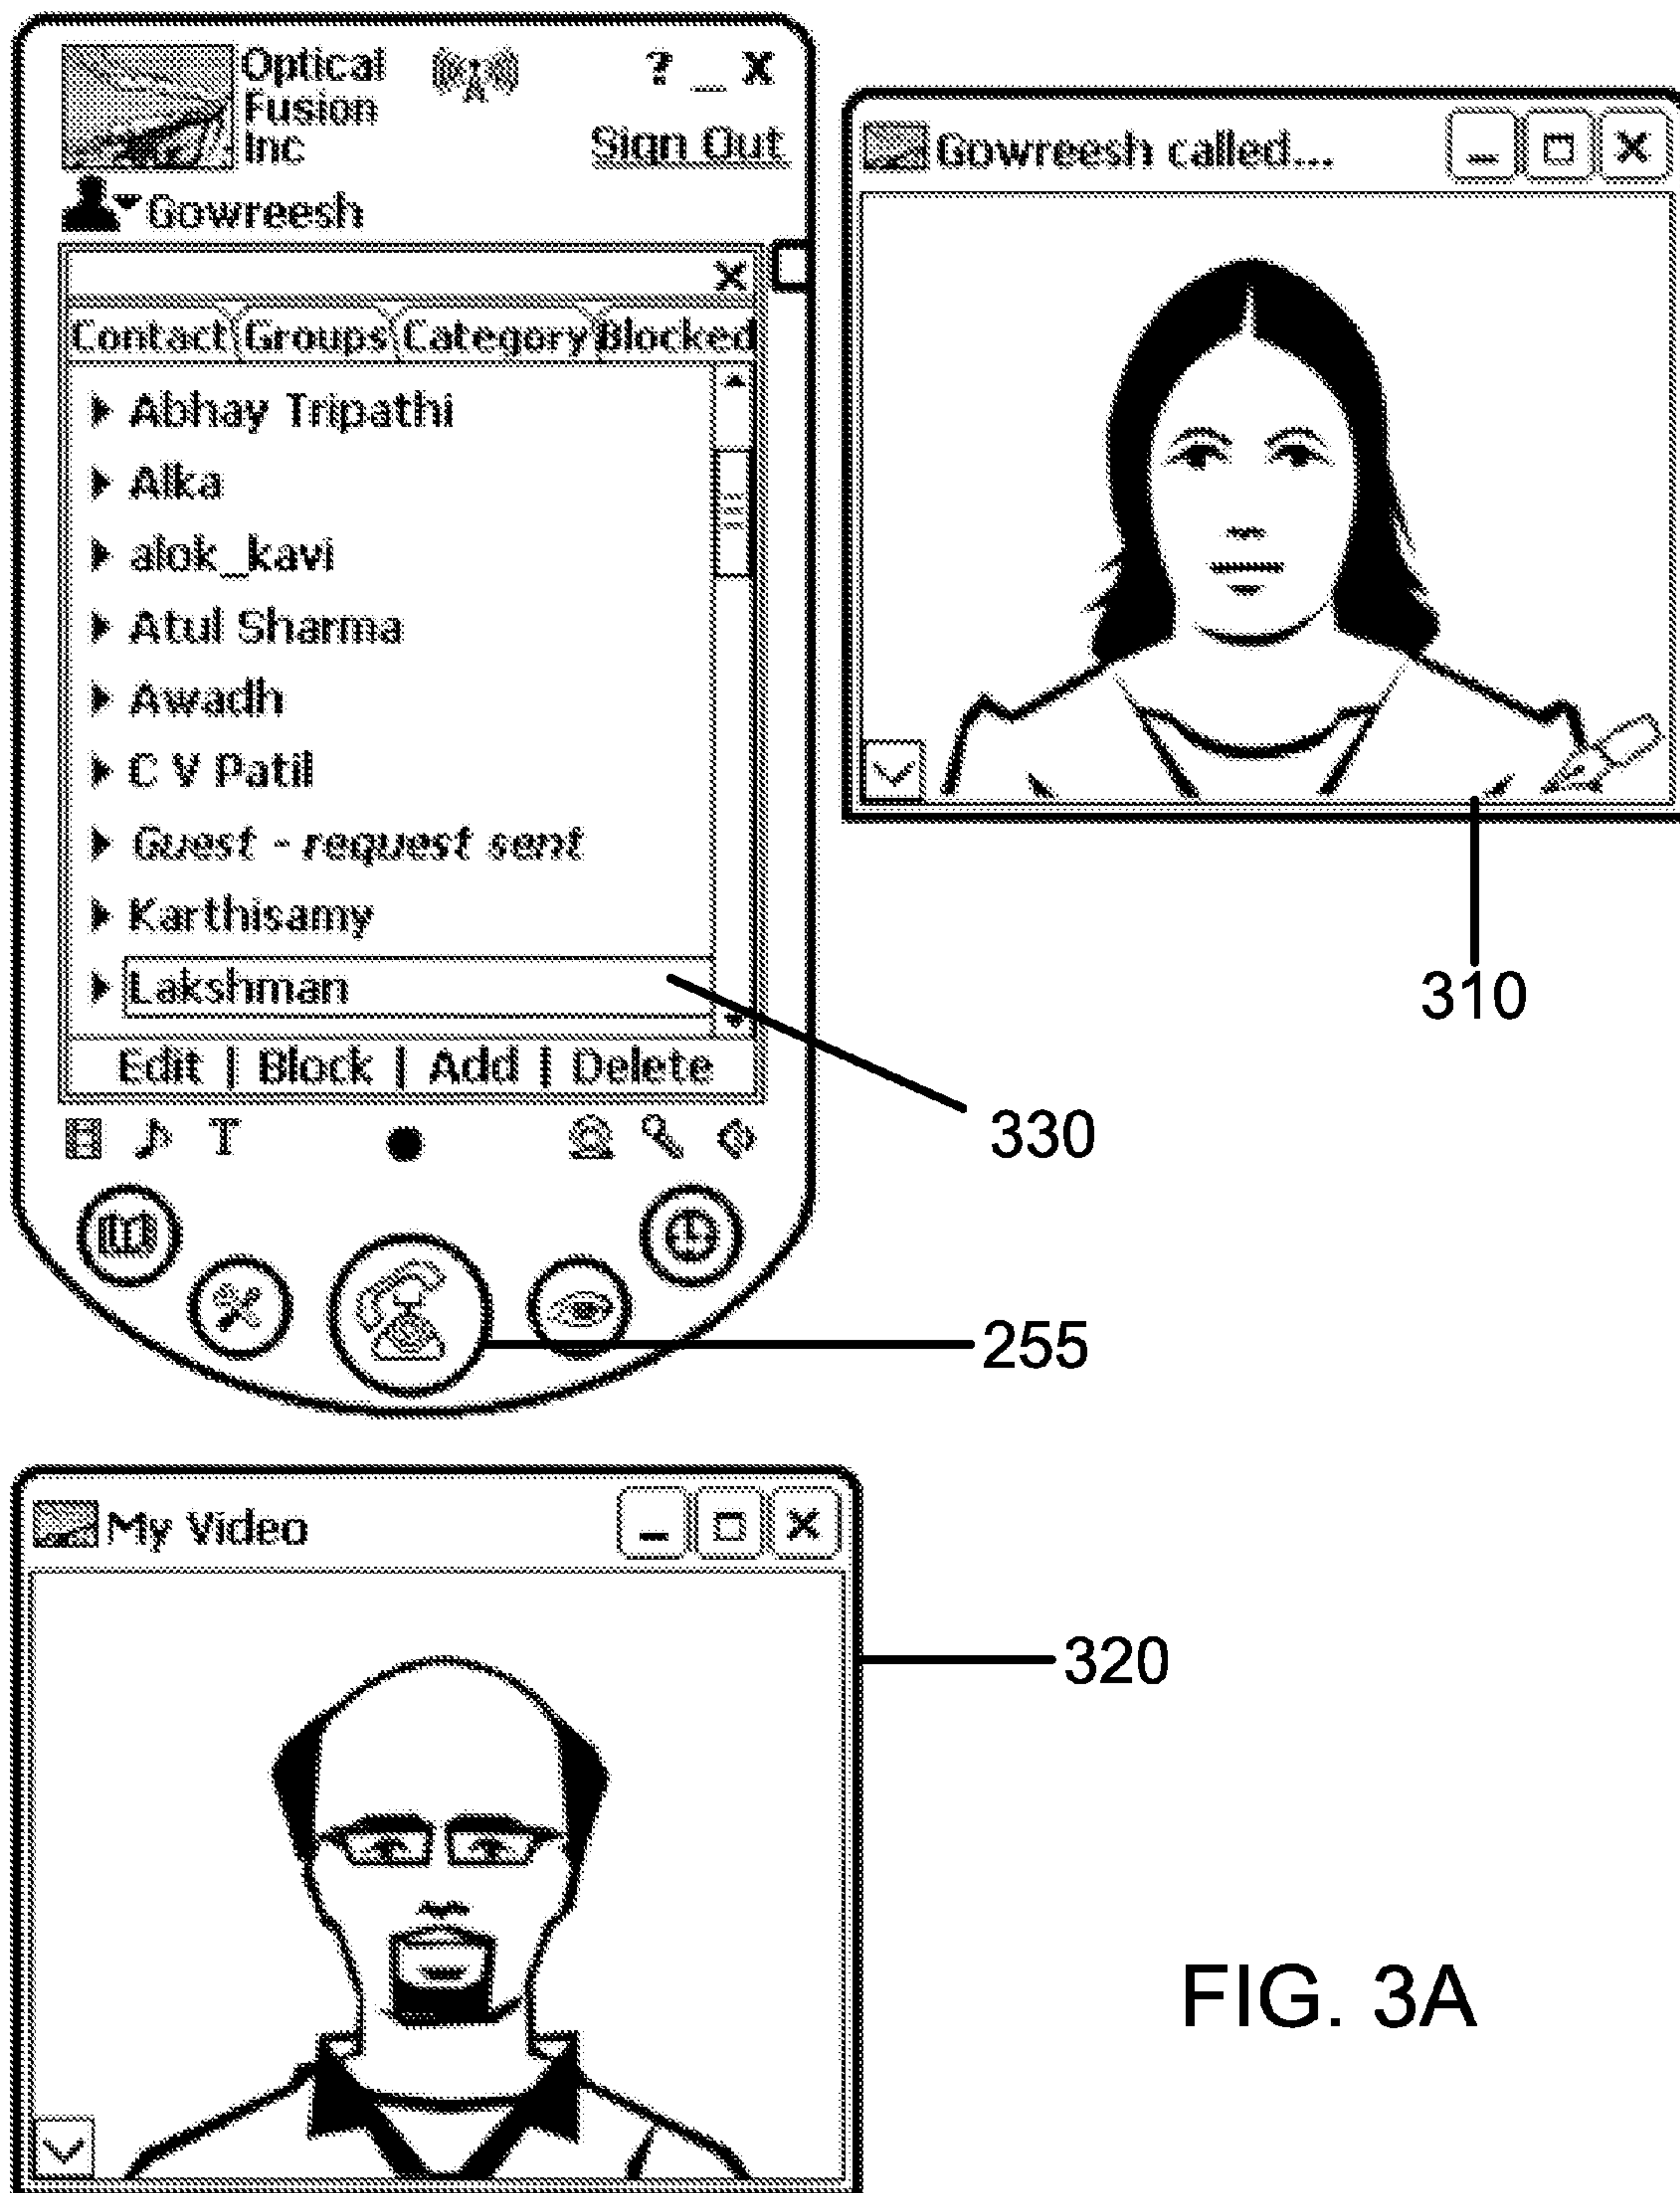 Optical
Fusion
Inc
? _ X
Sign Out
Gowreesh
X
Contact Groups Category Blocked
Abhay Tripathi
Alka
alok_kavi
Atul Sharma
Awadh
C V Patil
Guest - request sent
Karthisamy
Lakshman
Edit | Block | Add | Delete
T
Gowreesh called...
310
330
255
My Video
320
FIG. 3A